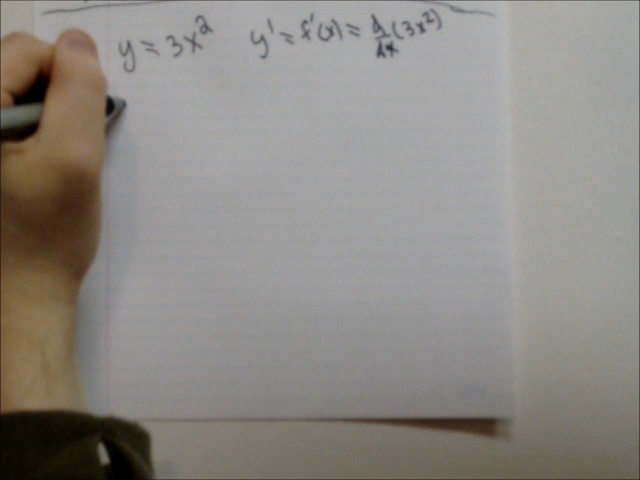 y = 3x² y' = f'(x) = d/dx (3x²)